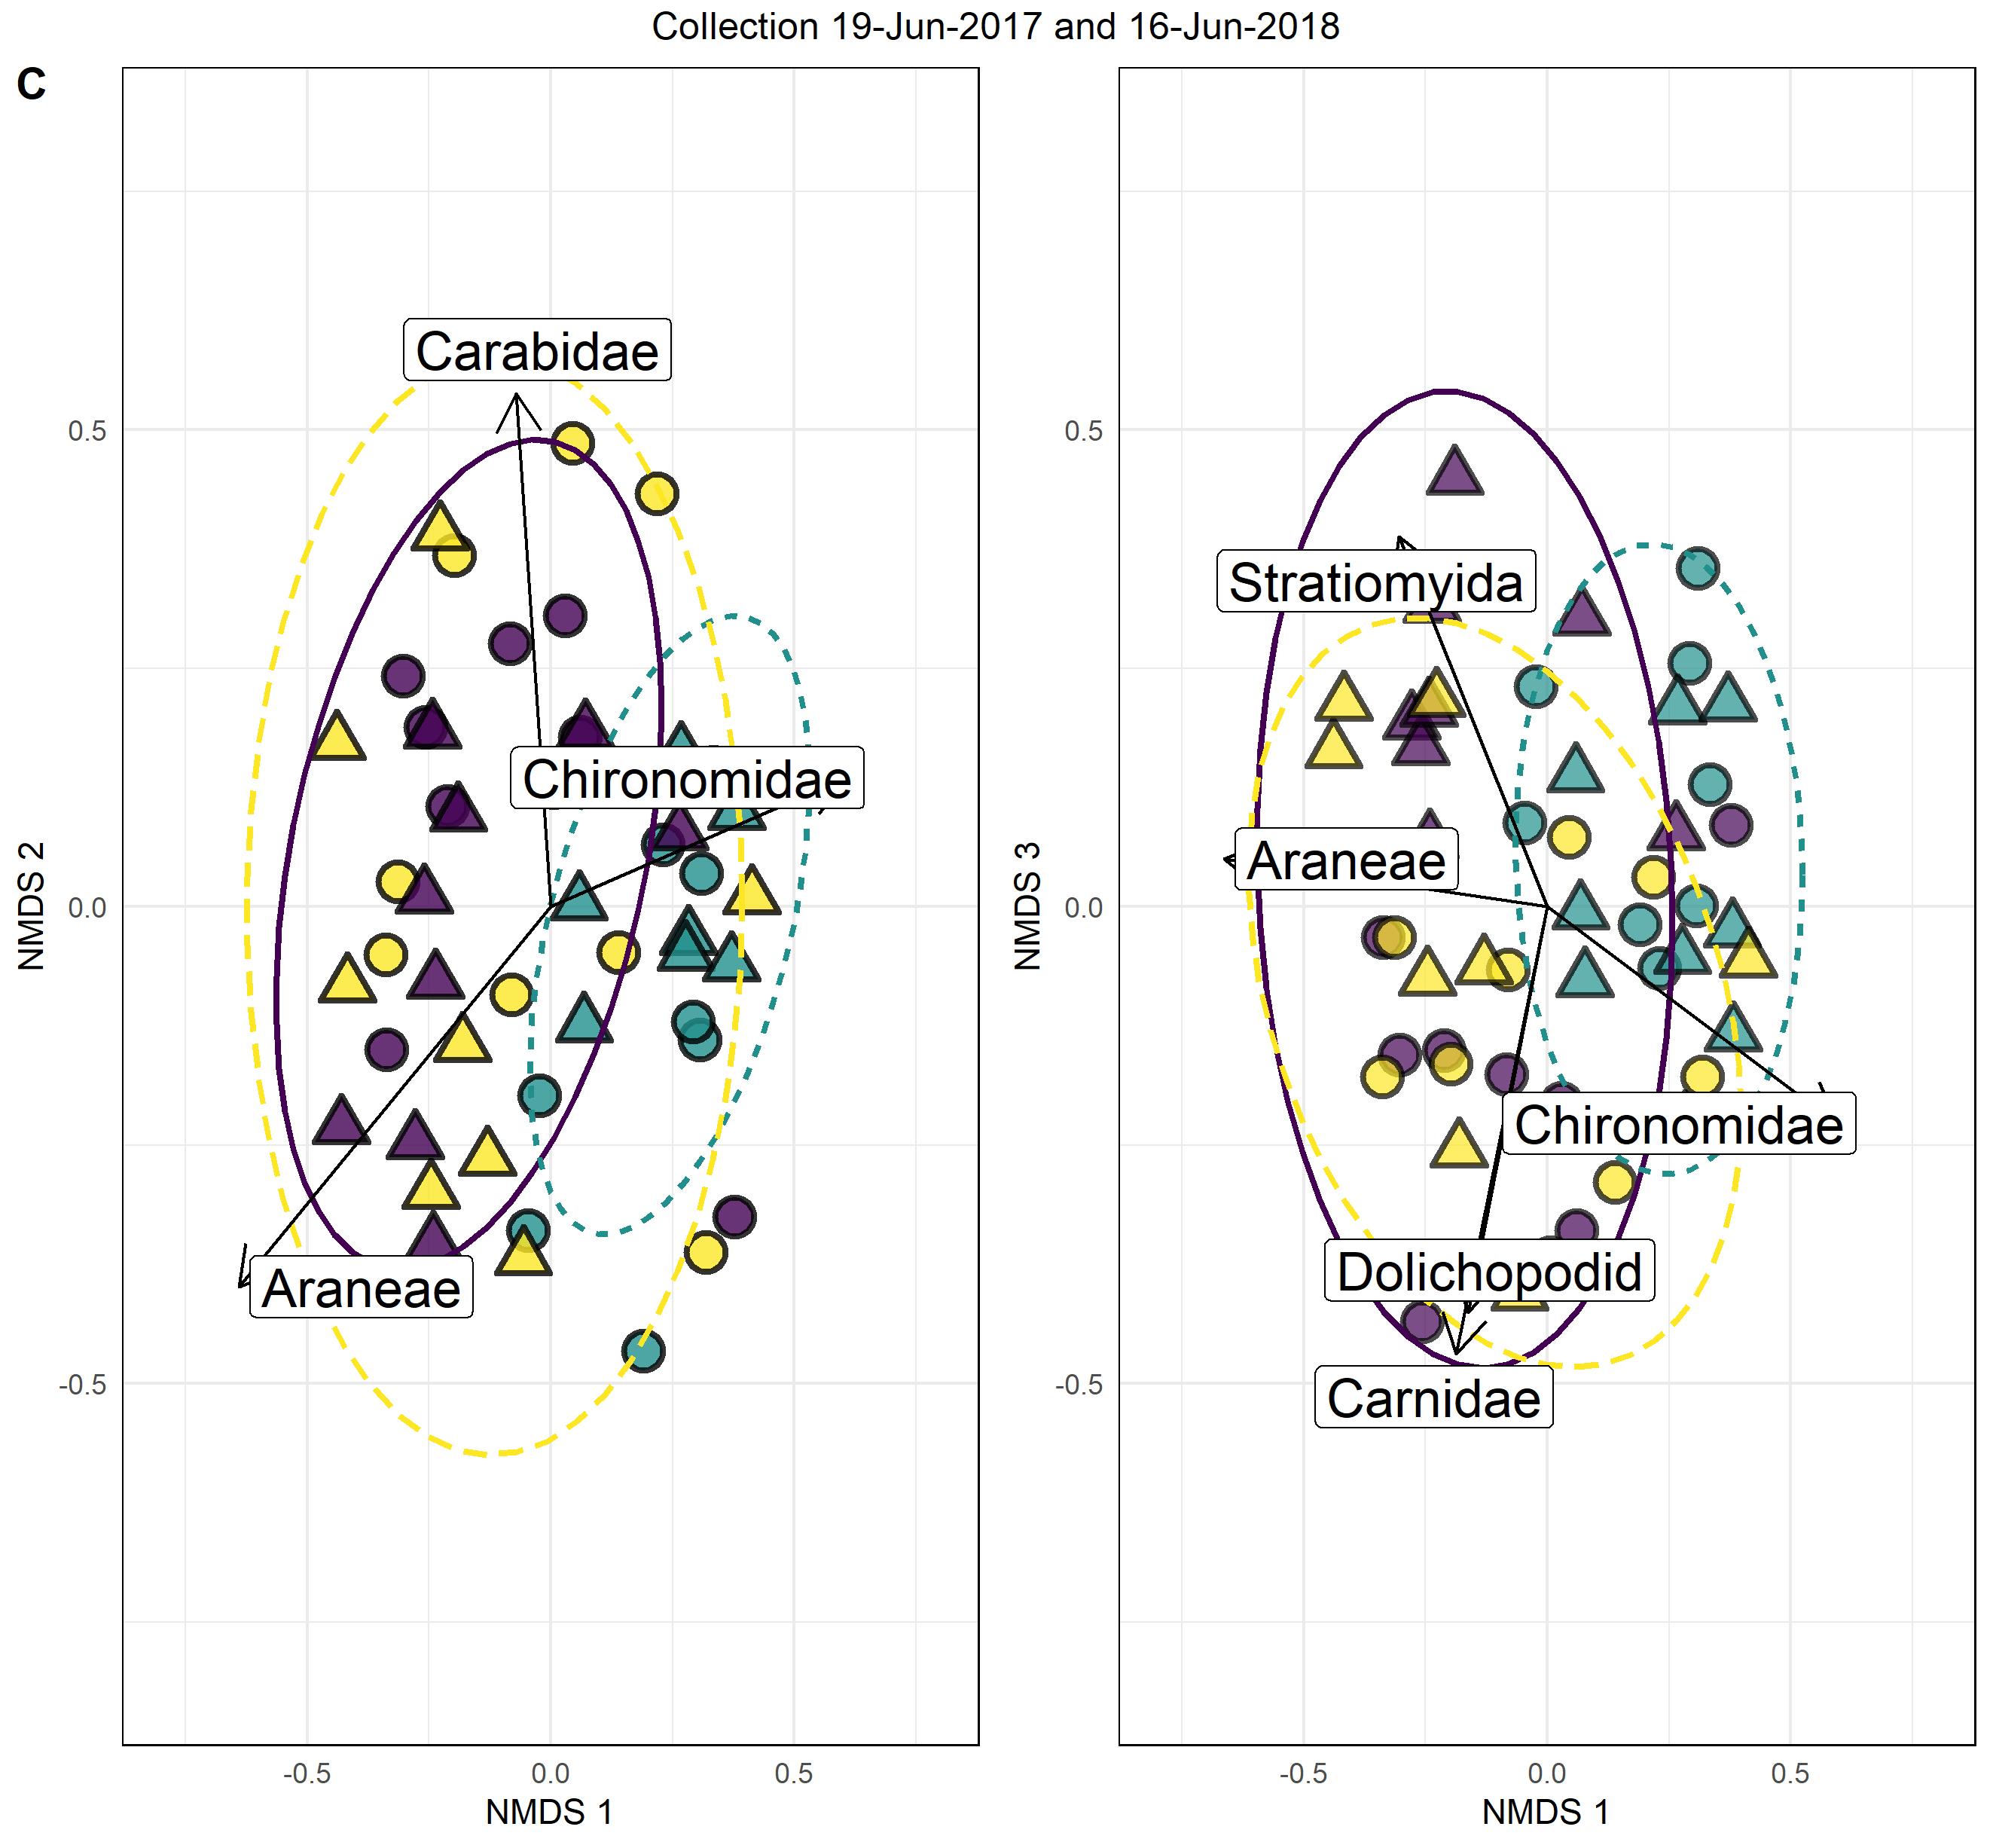 Collection 19-Jun-2017 and 16-Jun-2018
C
Carabidae
Chironomidae
Araneae
0.5
0.0
-0.5
NMDS 2
-0.5
0.0
0.5
NMDS 1
Stratiomyida
Araneae
Chironomidae
Dolichopodid
Carnidae
0.5
0.0
-0.5
NMDS 3
-0.5
0.0
0.5
NMDS 1